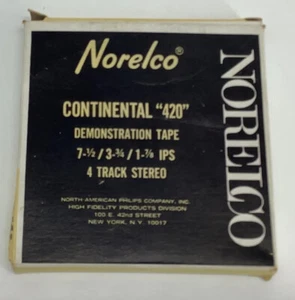 Norelco®
CONTINENTAL "420"
DEMONSTRATION TAPE
7-½/3-¾/1-⅞ IPS
4 TRACK STEREO
NORTH AMERICAN PHILIPS COMPANY, INC.
HIGH FIDELITY PRODUCTS DIVISION
100 E. 42nd STREET
NEW YORK, N.Y. 10017
NORELCO